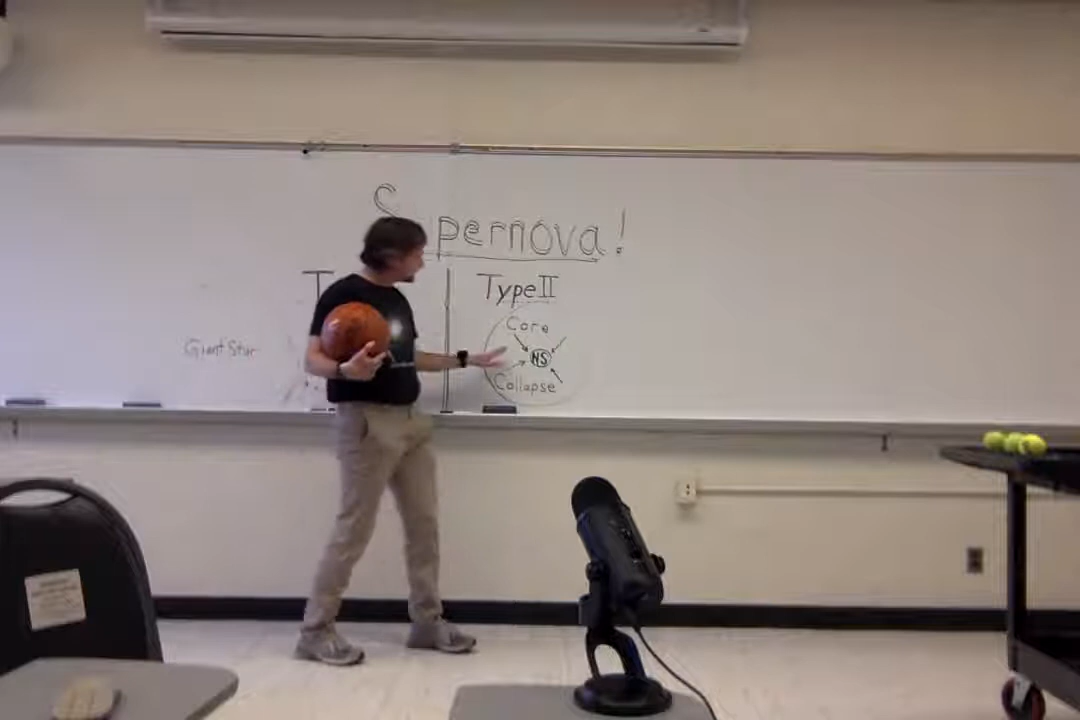 S pernova!
T
Type II
Core
NS
Collapse
Giant Star